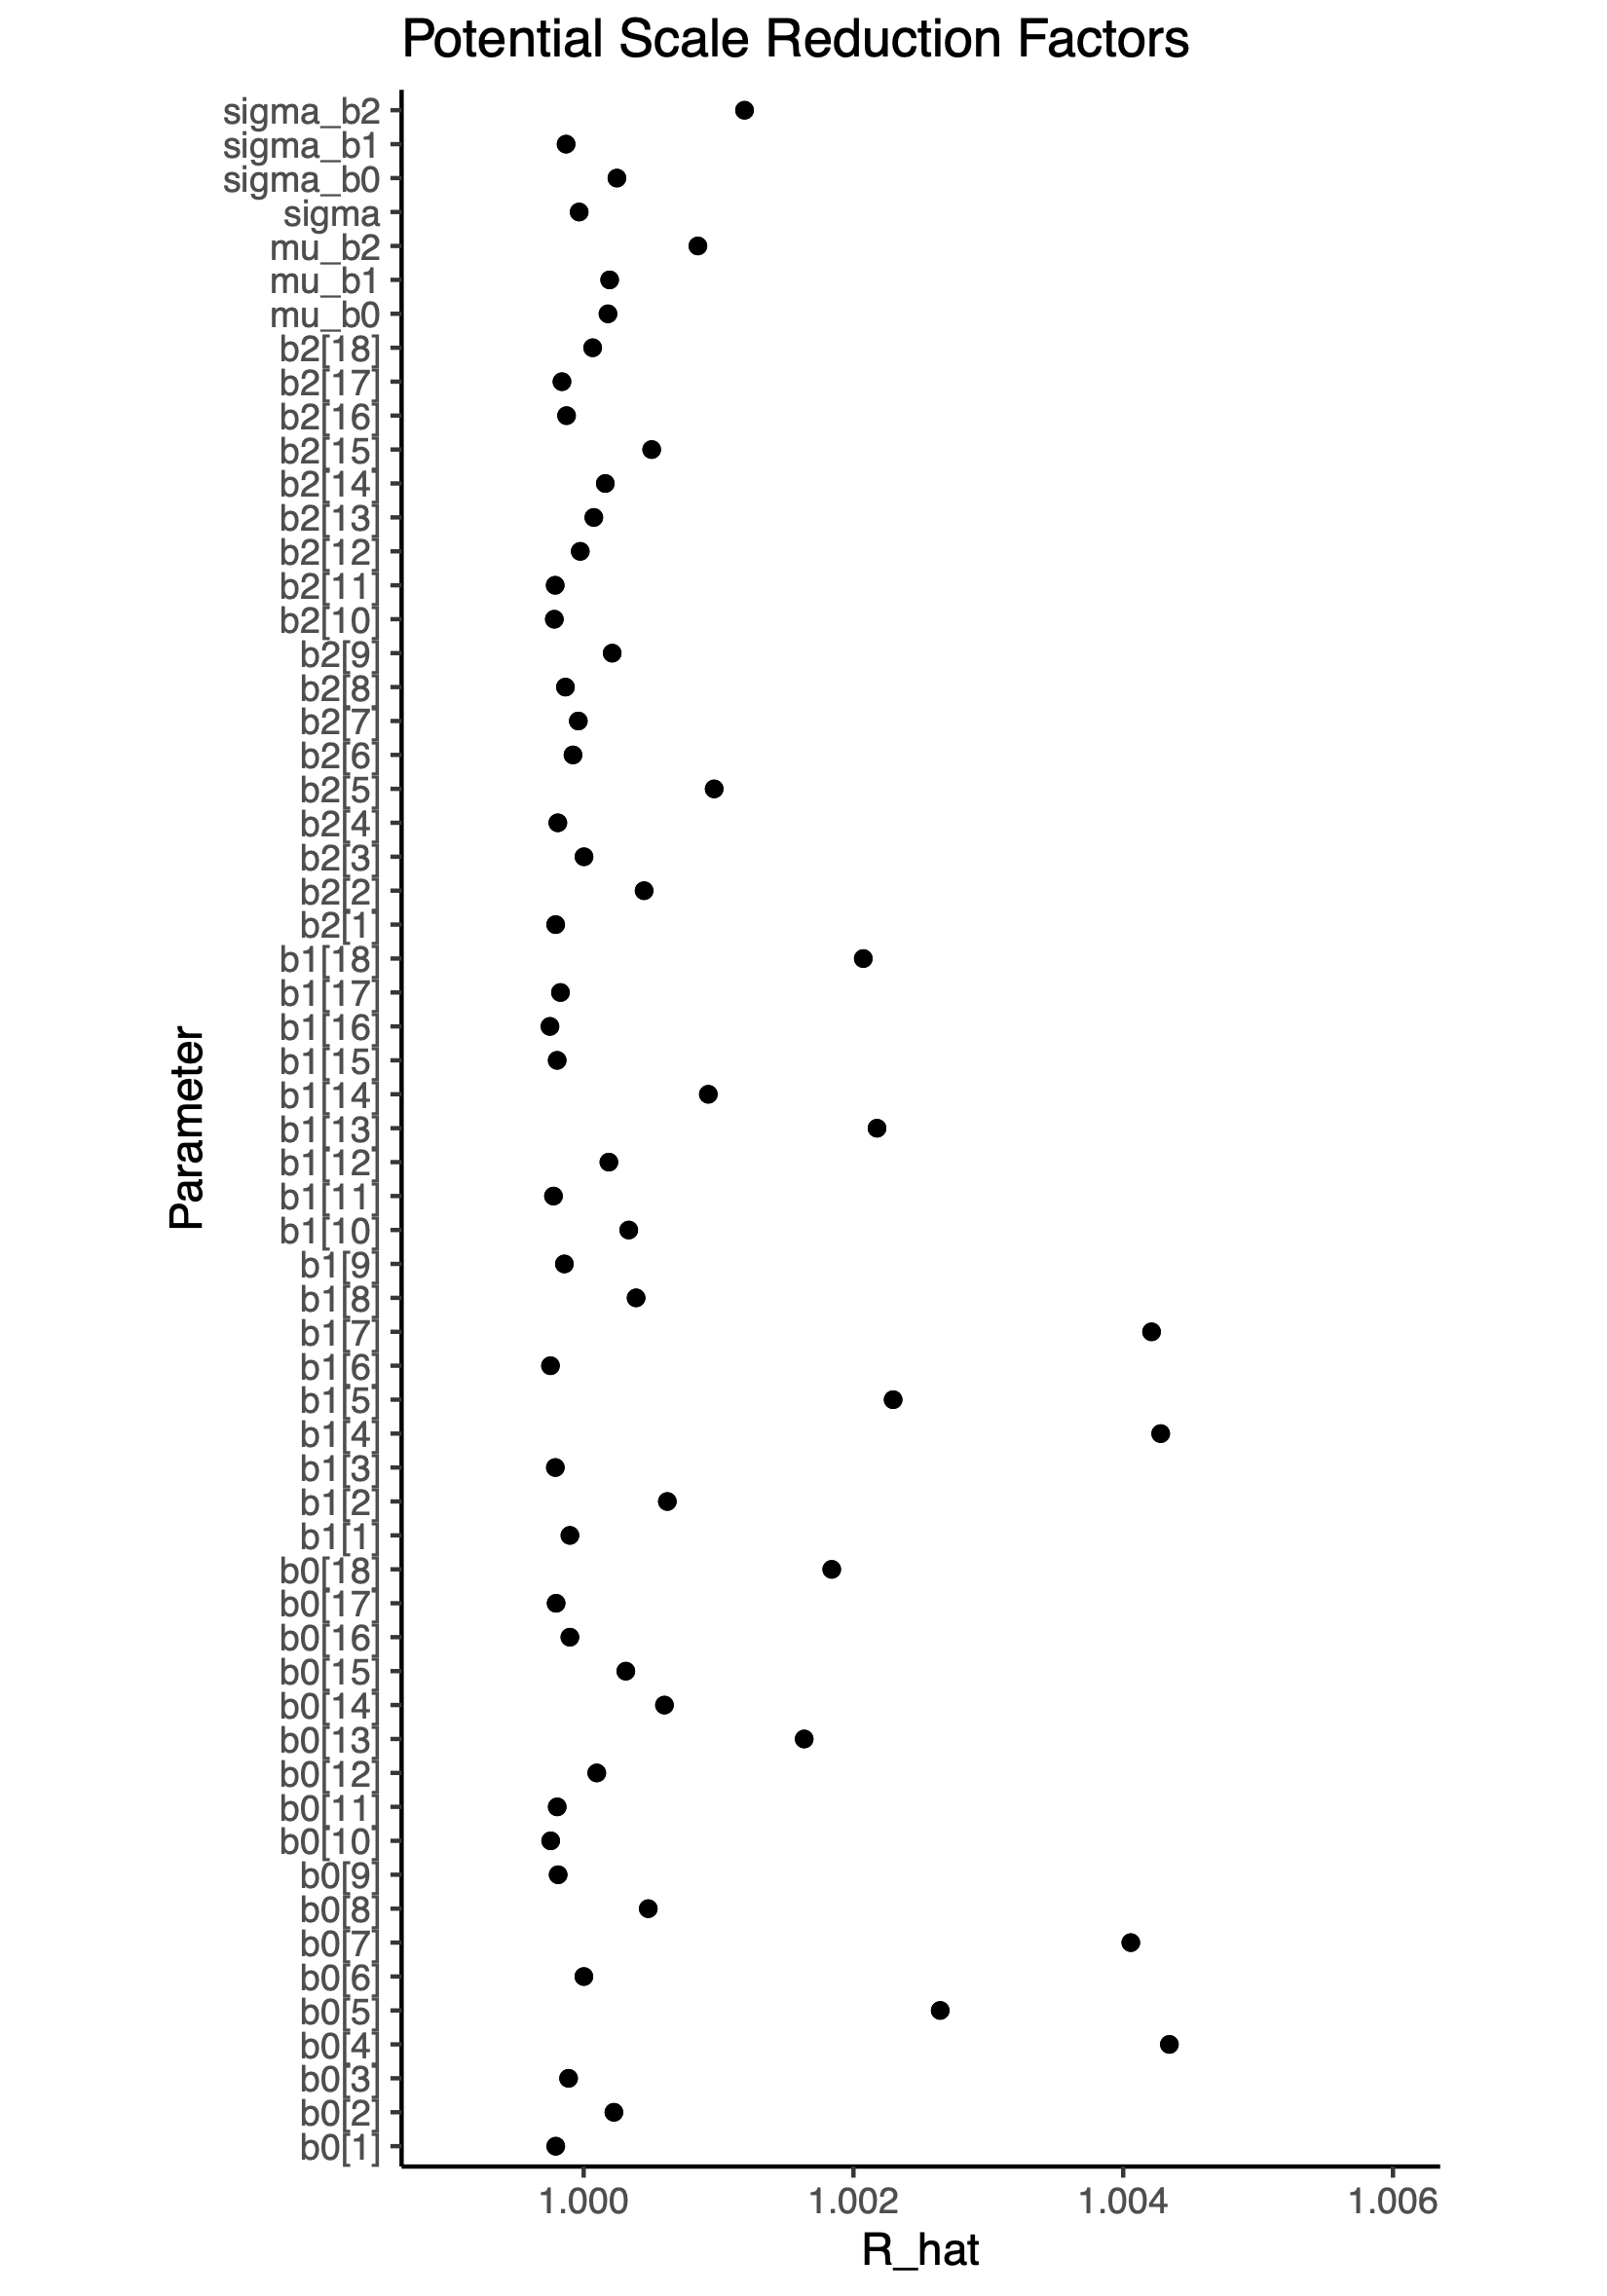 Potential Scale Reduction Factors
sigma_b2
sigma_b1
sigma_b0
sigma
mu_b2
mu_b1
mu_b0
b2[18]
b2[17]
b2[16]
b2[15]
b2[14]
b2[13]
b2[12]
b2[11]
b2[10]
b2[9]
b2[8]
b2[7]
b2[6]
b2[5]
b2[4]
b2[3]
b2[2]
b2[1]
b1[18]
b1[17]
b1[16]
b1[15]
b1[14]
b1[13]
b1[12]
b1[11]
b1[10]
b1[9]
b1[8]
b1[7]
b1[6]
b1[5]
b1[4]
b1[3]
b1[2]
b1[1]
b0[18]
b0[17]
b0[16]
b0[15]
b0[14]
b0[13]
b0[12]
b0[11]
b0[10]
b0[9]
b0[8]
b0[7]
b0[6]
b0[5]
b0[4]
b0[3]
b0[2]
b0[1]
Parameter
1.000 1.002 1.004 1.006
R_hat